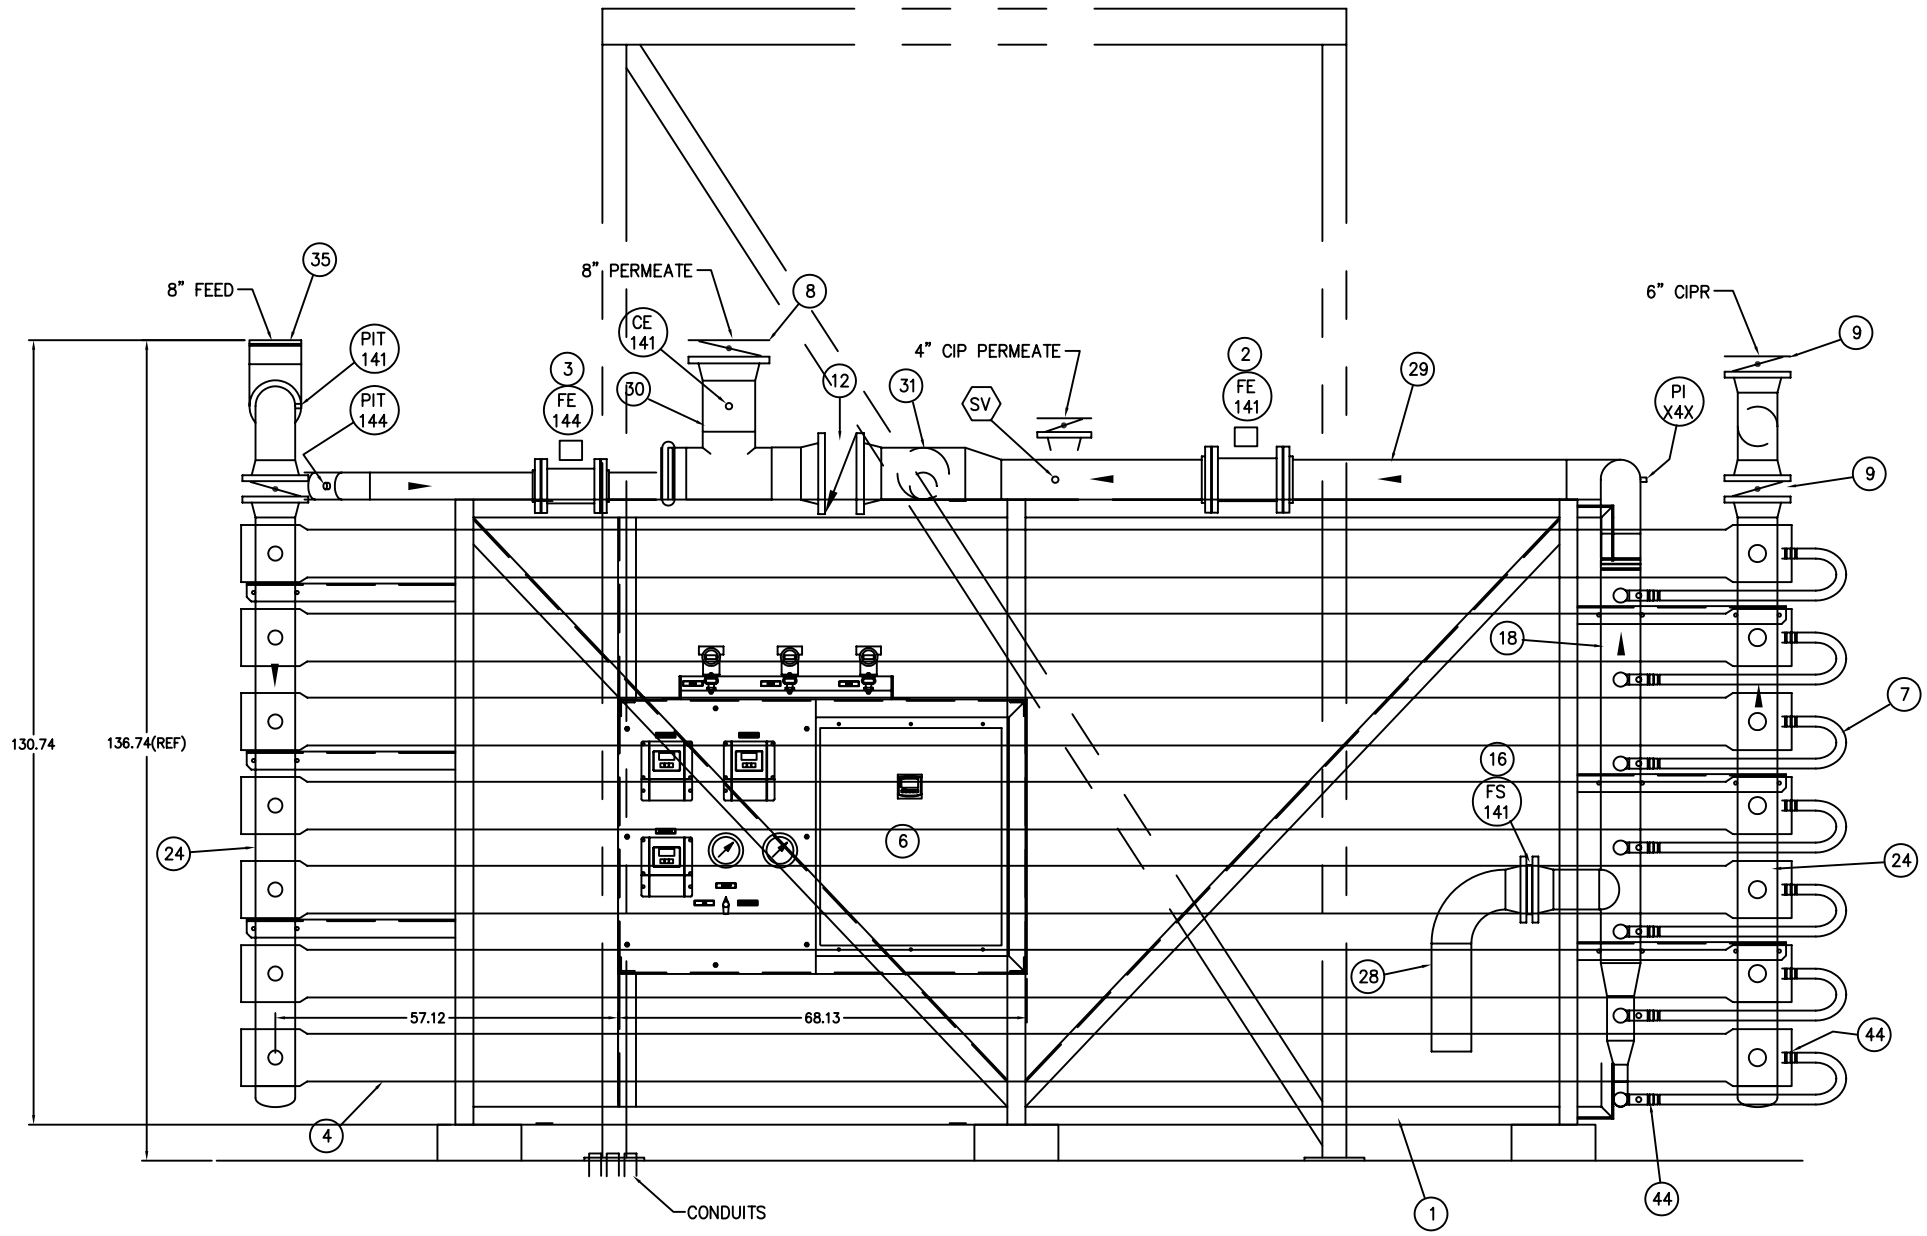 35
8" FEED
8" PERMEATE
8
6" CIPR
CE
141
PIT
141
9
4" CIP PERMEATE
2
3
30
12
31
29
FE
141
PIT
144
FE
144
SV
PI
X4X
9
18
7
130.74
136.74(REF)
16
FS
141
6
24
24
28
57.12
68.13
44
4
44
1
CONDUITS